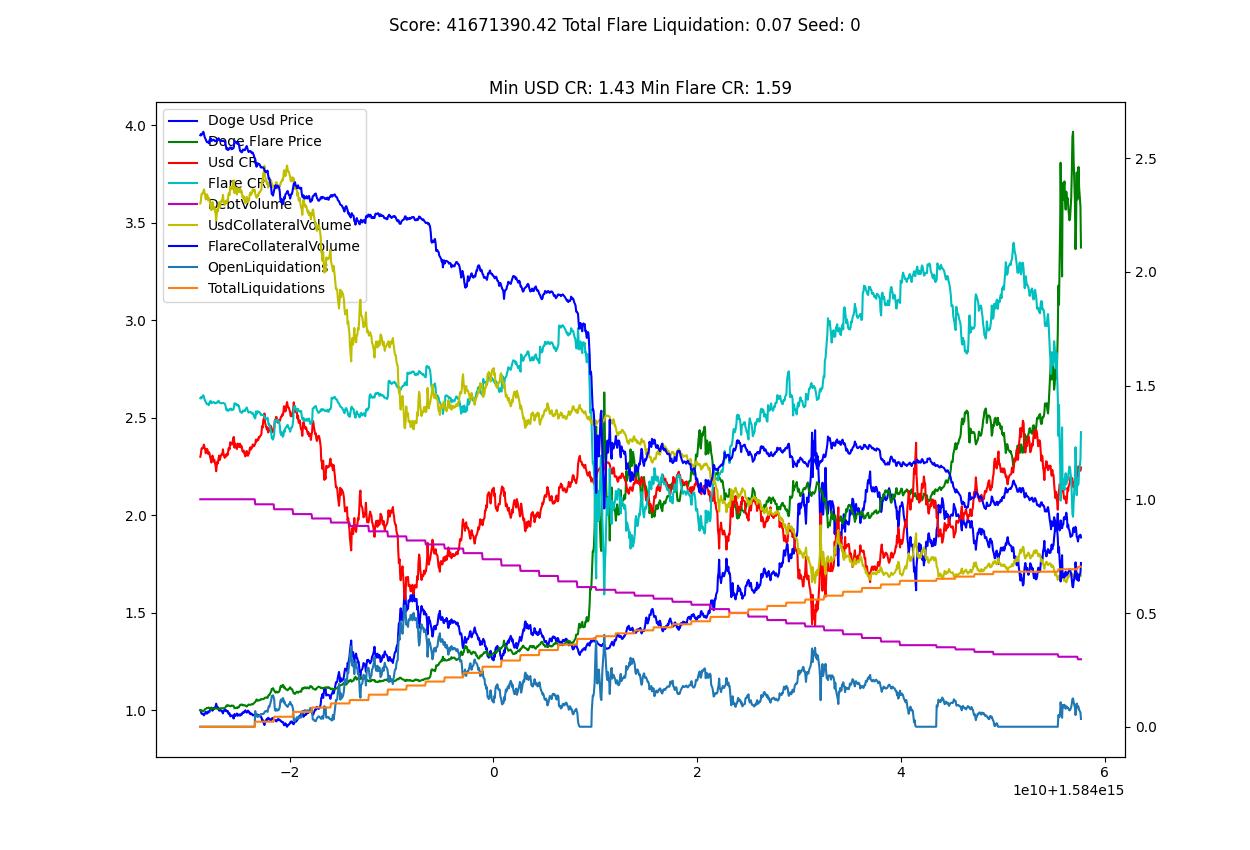 Score: 41671390.42 Total Flare Liquidation: 0.07 Seed: 0
Min USD CR: 1.43 Min Flare CR: 1.59
Doge Usd Price
Doge Flare Price
Usd CR
Flare CR
DebtVolume
UsdCollateralVolume
FlareCollateralVolume
OpenLiquidations
TotalLiquidations
4.0
3.5
3.0
2.5
2.0
1.5
1.0
2.5
2.0
1.5
1.0
0.5
0.0
−2 0 2 4 6
1e10+1.584e15